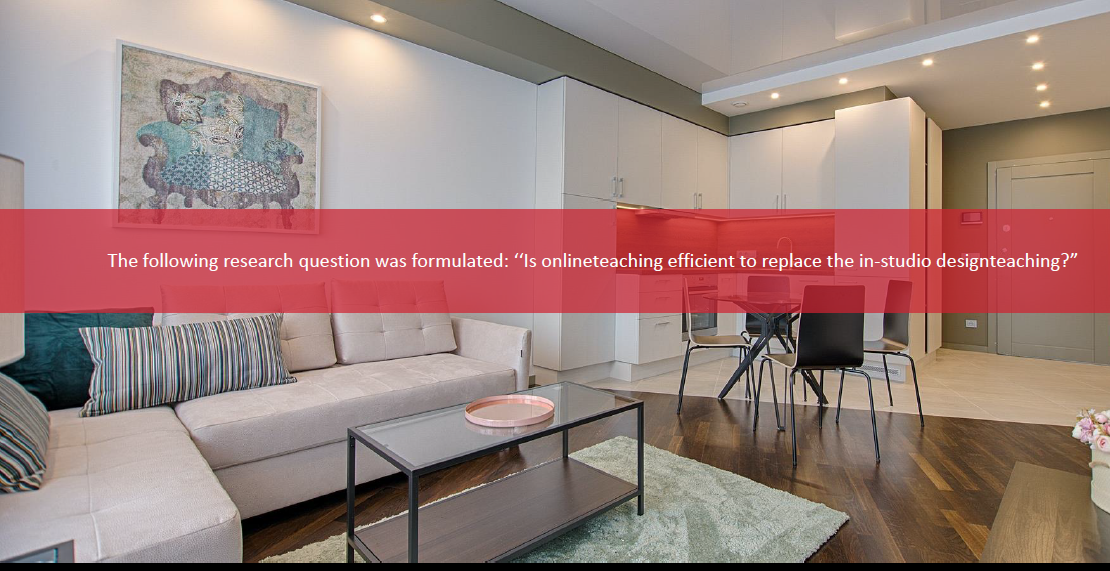 The following research question was formulated: ‘‘Is onlineteaching efficient to replace the in-studio designteaching?”